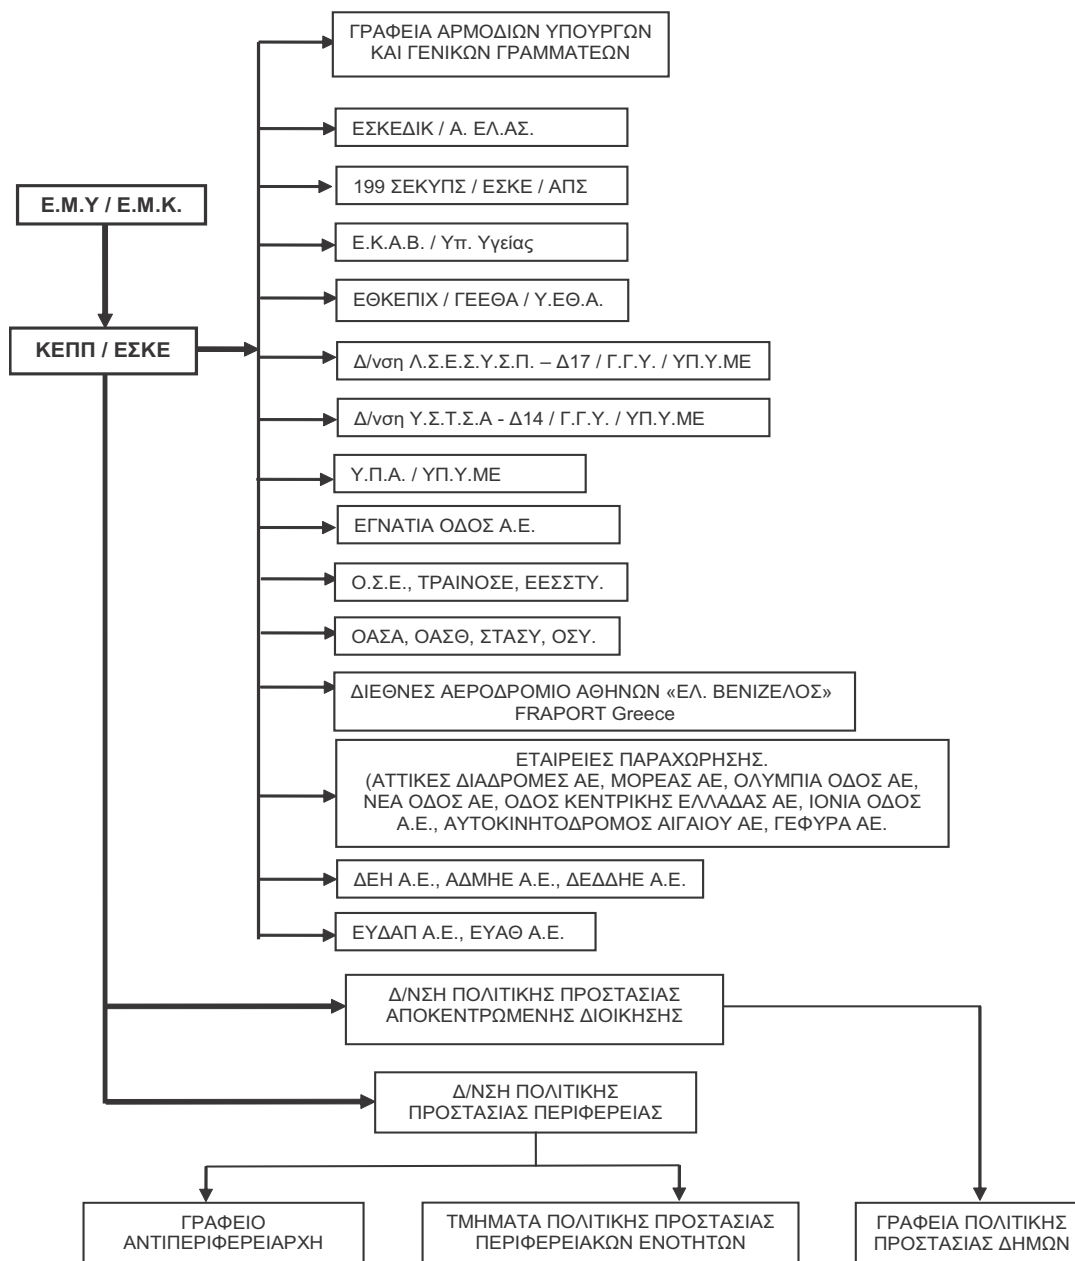 ΓΡΑΦΕΙΑ ΑΡΜΟΔΙΩΝ ΥΠΟΥΡΓΩΝ
ΚΑΙ ΓΕΝΙΚΩΝ ΓΡΑΜΜΑΤΕΩΝ
ΕΣΚΕΔΙΚ / Α. ΕΛ.ΑΣ.
199 ΣΕΚΥΠΣ / ΕΣΚΕ / ΑΠΣ
Ε.Μ.Υ / Ε.Μ.Κ.
Ε.Κ.Α.Β. / Υπ. Υγείας
ΕΘΚΕΠΙΧ / ΓΕΕΘΑ / Υ.ΕΘ.Α.
ΚΕΠΠ / ΕΣΚΕ
Δ/νση Λ.Σ.Ε.Σ.Υ.Σ.Π. – Δ17 / Γ.Γ.Υ. / ΥΠ.Υ.ΜΕ
Δ/νση Υ.Σ.Τ.Σ.Α - Δ14 / Γ.Γ.Υ. / ΥΠ.Υ.ΜΕ
Υ.Π.Α. / ΥΠ.Υ.ΜΕ
ΕΓΝΑΤΙΑ ΟΔΟΣ Α.Ε.
Ο.Σ.Ε., ΤΡΑΙΝΟΣΕ, ΕΕΣΣΤΥ.
ΟΑΣΑ, ΟΑΣΘ, ΣΤΑΣΥ, ΟΣΥ.
ΔΙΕΘΝΕΣ ΑΕΡΟΔΡΟΜΙΟ ΑΘΗΝΩΝ «ΕΛ. ΒΕΝΙΖΕΛΟΣ»
FRAPORT Greece
ΕΤΑΙΡΕΙΕΣ ΠΑΡΑΧΩΡΗΣΗΣ.
(ΑΤΤΙΚΕΣ ΔΙΑΔΡΟΜΕΣ ΑΕ, ΜΟΡΕΑΣ ΑΕ, ΟΛΥΜΠΙΑ ΟΔΟΣ ΑΕ,
ΝΕΑ ΟΔΟΣ ΑΕ, ΟΔΟΣ ΚΕΝΤΡΙΚΗΣ ΕΛΛΑΔΑΣ ΑΕ, ΙΟΝΙΑ ΟΔΟΣ
Α.Ε., ΑΥΤΟΚΙΝΗΤΟΔΡΟΜΟΣ ΑΙΓΑΙΟΥ ΑΕ, ΓΕΦΥΡΑ ΑΕ.
ΔΕΗ Α.Ε., ΑΔΜΗΕ Α.Ε., ΔΕΔΔΗΕ Α.Ε.
ΕΥΔΑΠ Α.Ε., ΕΥΑΘ Α.Ε.
Δ/ΝΣΗ ΠΟΛΙΤΙΚΗΣ ΠΡΟΣΤΑΣΙΑΣ
ΑΠΟΚΕΝΤΡΩΜΕΝΗΣ ΔΙΟΙΚΗΣΗΣ
Δ/ΝΣΗ ΠΟΛΙΤΙΚΗΣ
ΠΡΟΣΤΑΣΙΑΣ ΠΕΡΙΦΕΡΕΙΑΣ
ΓΡΑΦΕΙΟ
ΑΝΤΙΠΕΡΙΦΕΡΕΙΑΡΧΗ
ΤΜΗΜΑΤΑ ΠΟΛΙΤΙΚΗΣ ΠΡΟΣΤΑΣΙΑΣ
ΠΕΡΙΦΕΡΕΙΑΚΩΝ ΕΝΟΤΗΤΩΝ
ΓΡΑΦΕΙΑ ΠΟΛΙΤΙΚΗΣ
ΠΡΟΣΤΑΣΙΑΣ ΔΗΜΩΝ